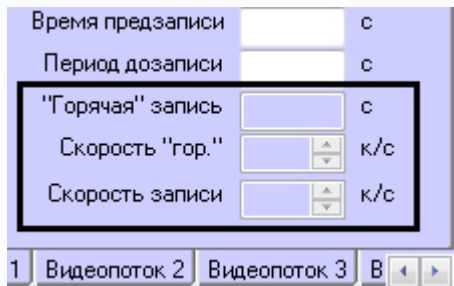 Время предзаписи с
Период дозаписи с
"Горячая" запись с
Скорость "гор." к/с
Скорость записи к/с
1 Видеопоток 2 Видеопоток 3 В